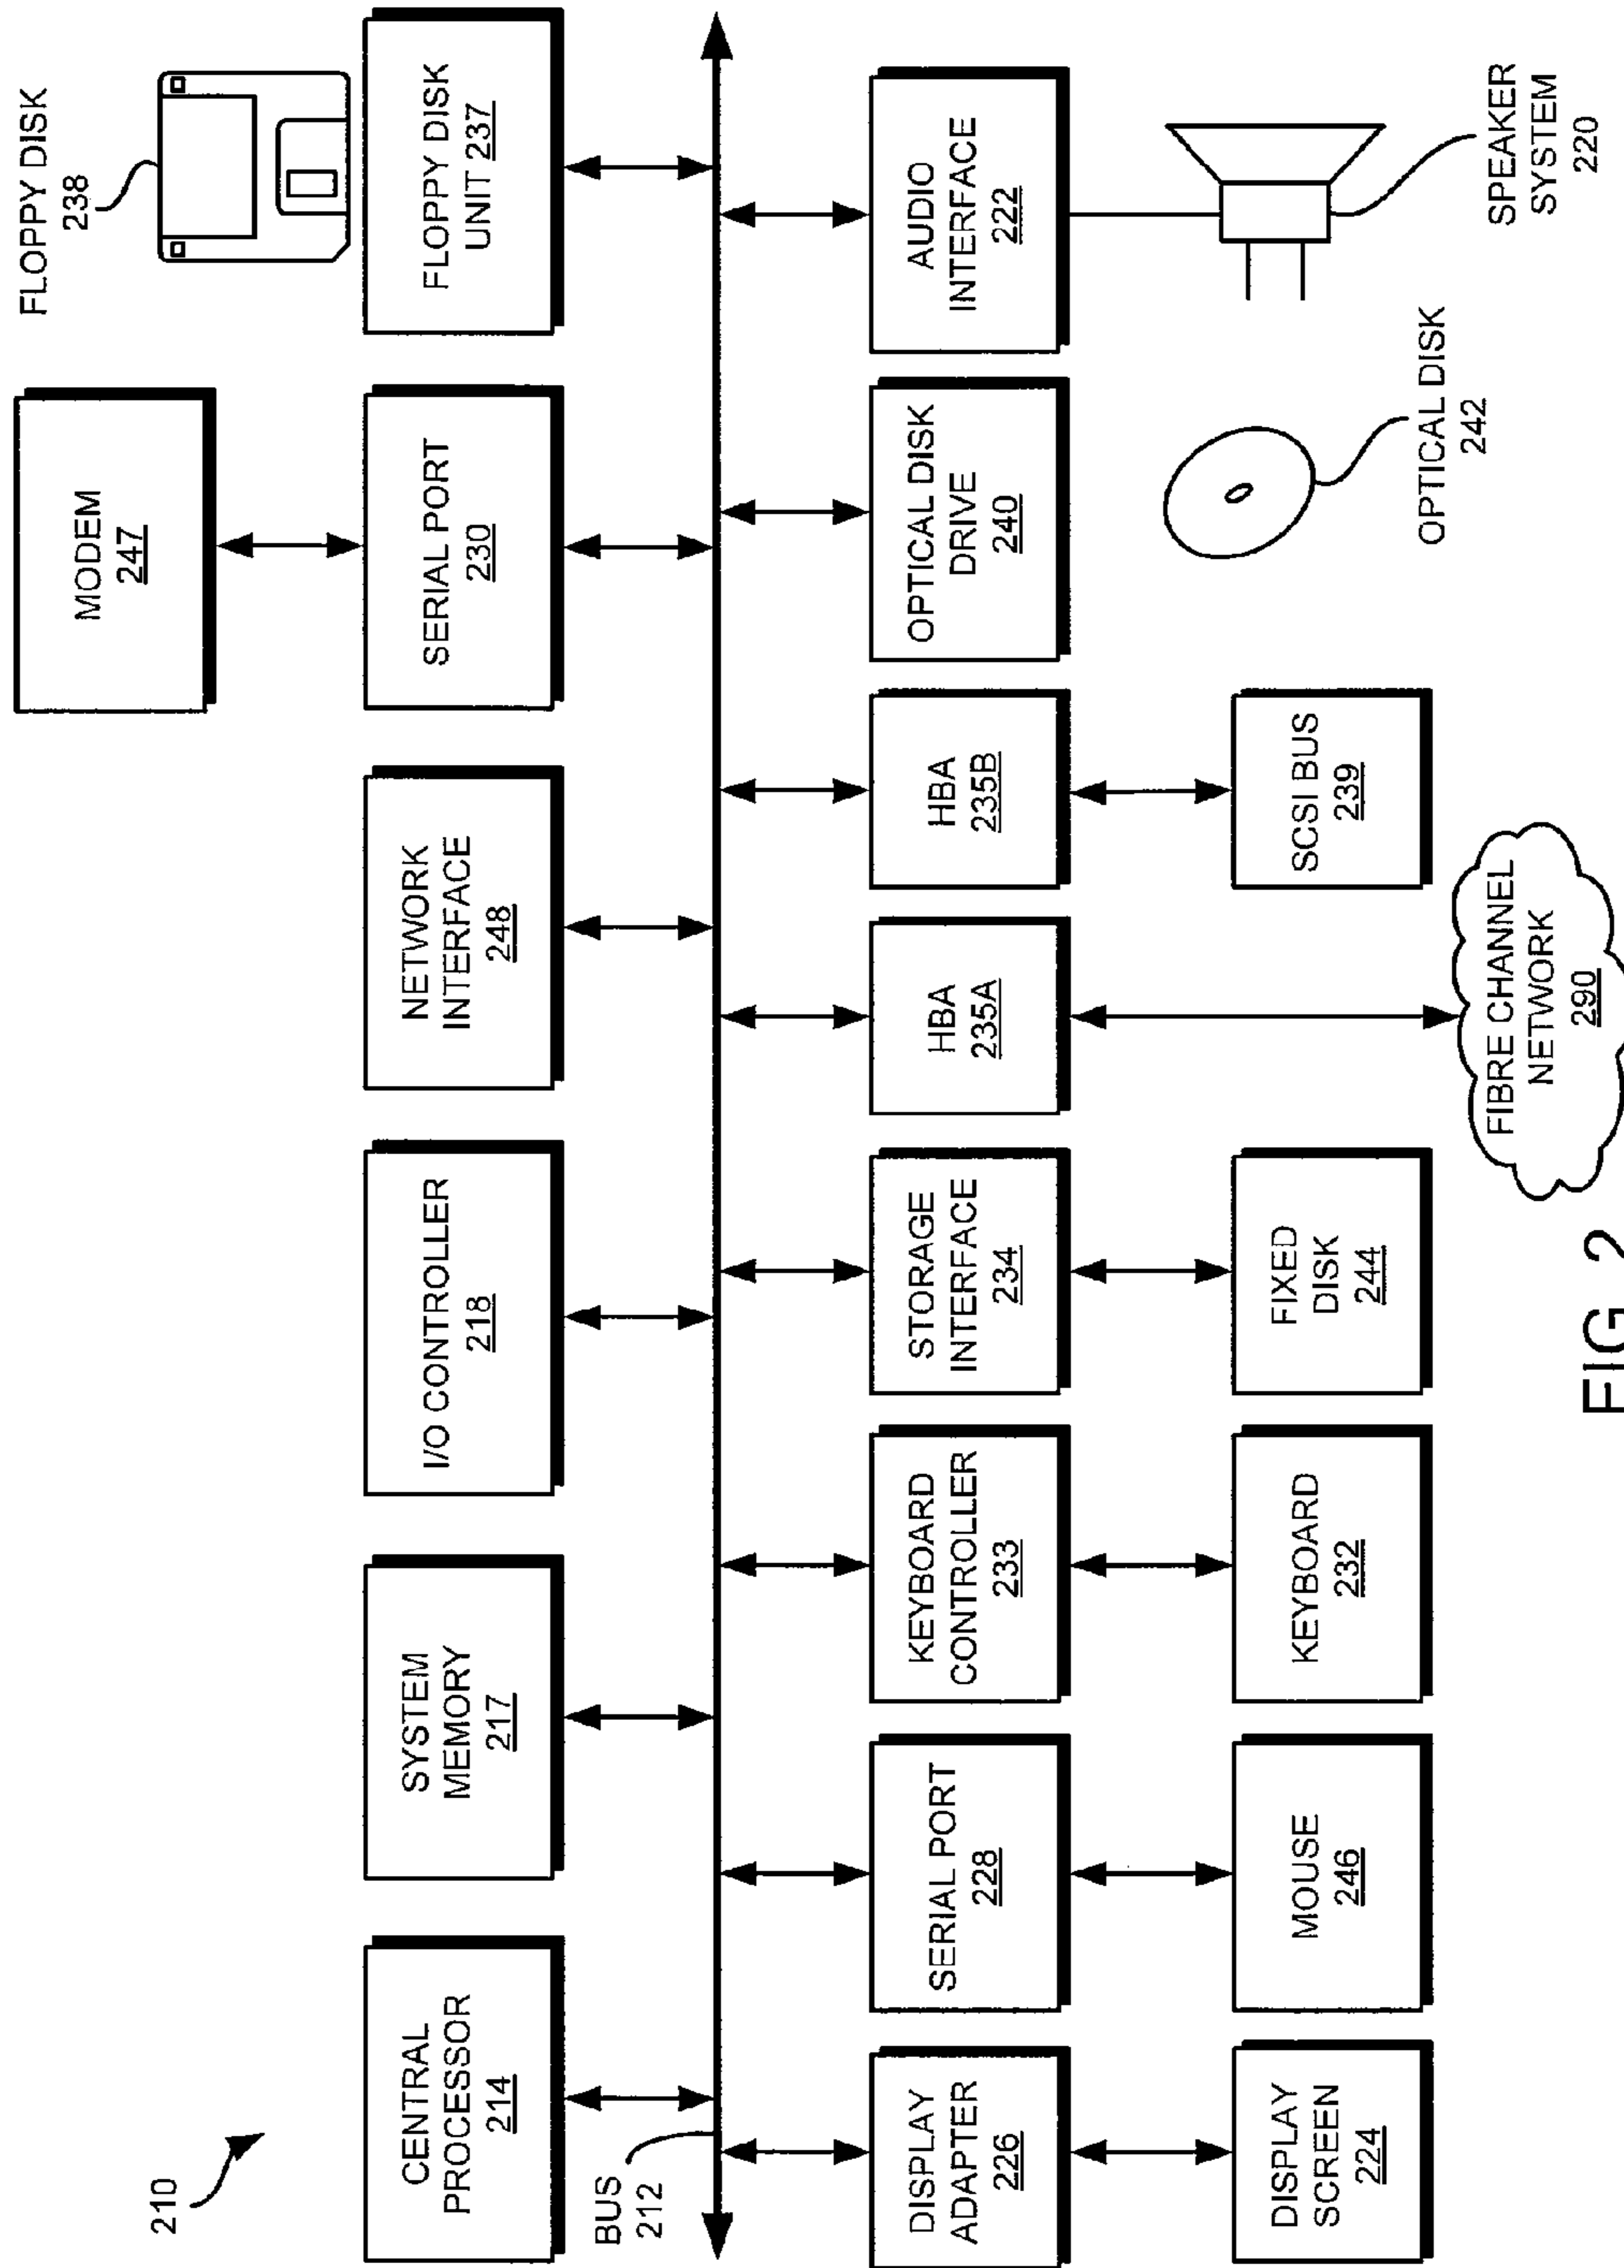 210
CENTRAL
PROCESSOR
214
SYSTEM
MEMORY
217
I/O CONTROLLER
218
NETWORK
INTERFACE
248
MODEM
247
SERIAL PORT
230
FLOPPY DISK
238
FLOPPY DISK
UNIT 237
BUS
212
DISPLAY
ADAPTER
226
SERIAL PORT
228
KEYBOARD
CONTROLLER
233
STORAGE
INTERFACE
234
HBA
235A
HBA
235B
OPTICAL DISK
DRIVE
240
AUDIO
INTERFACE
222
DISPLAY
SCREEN
224
MOUSE
246
KEYBOARD
232
FIXED
DISK
244
SCSI BUS
239
FIBRE CHANNEL
NETWORK
290
OPTICAL DISK
242
SPEAKER
SYSTEM
220
FIG. 2